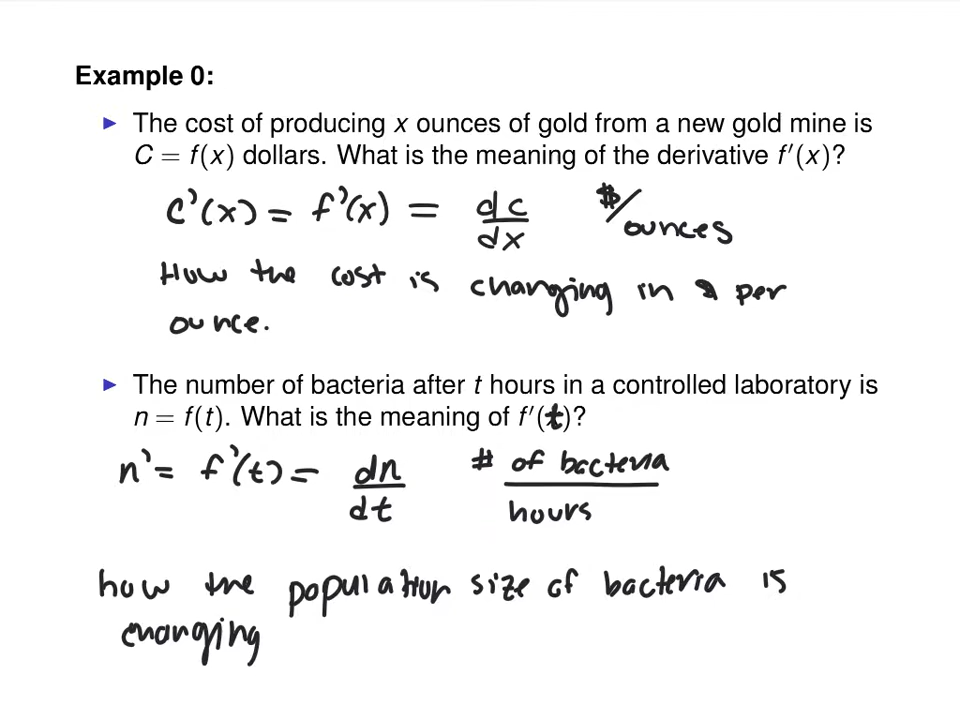 Example 0:
▶ The cost of producing x ounces of gold from a new gold mine is
C = f(x) dollars. What is the meaning of the derivative f′(x)?
C'(x) = f'(x) = dc/dx $/ounces
How the cost is changing in $ per
ounce.
▶ The number of bacteria after t hours in a controlled laboratory is
n = f(t). What is the meaning of f′(t)?
n' = f'(t) = dn/dt # of bacteria/hours
how the population size of bacteria is
changing